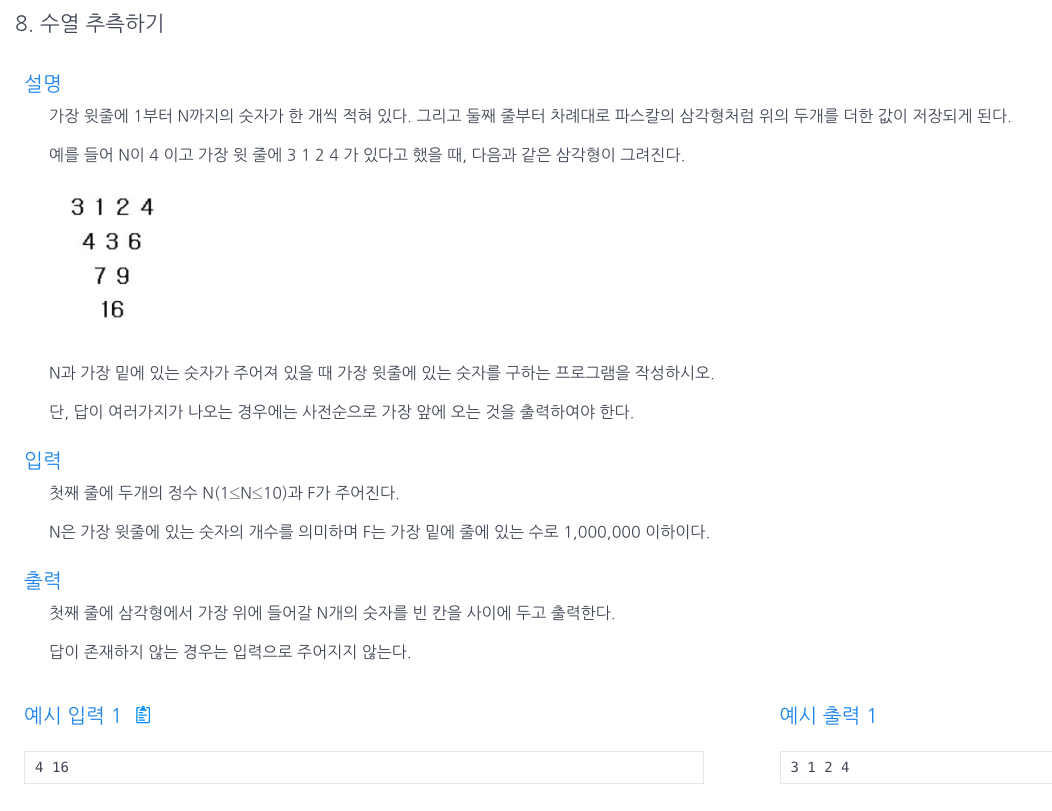 8. 수열 추측하기
설명
가장 윗줄에 1부터 N까지의 숫자가 한 개씩 적혀 있다. 그리고 둘째 줄부터 차례대로 파스칼의 삼각형처럼 위의 두개를 더한 값이 저장되게 된다.
예를 들어 N이 4 이고 가장 윗 줄에 3 1 2 4 가 있다고 했을 때, 다음과 같은 삼각형이 그려진다.
3 1 2 4
4 3 6
7 9
16
N과 가장 밑에 있는 숫자가 주어져 있을 때 가장 윗줄에 있는 숫자를 구하는 프로그램을 작성하시오.
단, 답이 여러가지가 나오는 경우에는 사전순으로 가장 앞에 오는 것을 출력하여야 한다.
입력
첫째 줄에 두개의 정수 N(1≤N≤10)과 F가 주어진다.
N은 가장 윗줄에 있는 숫자의 개수를 의미하며 F는 가장 밑에 줄에 있는 수로 1,000,000 이하이다.
출력
첫째 줄에 삼각형에서 가장 위에 들어갈 N개의 숫자를 빈 칸을 사이에 두고 출력한다.
답이 존재하지 않는 경우는 입력으로 주어지지 않는다.
예시 입력 1
4 16
예시 출력 1
3 1 2 4